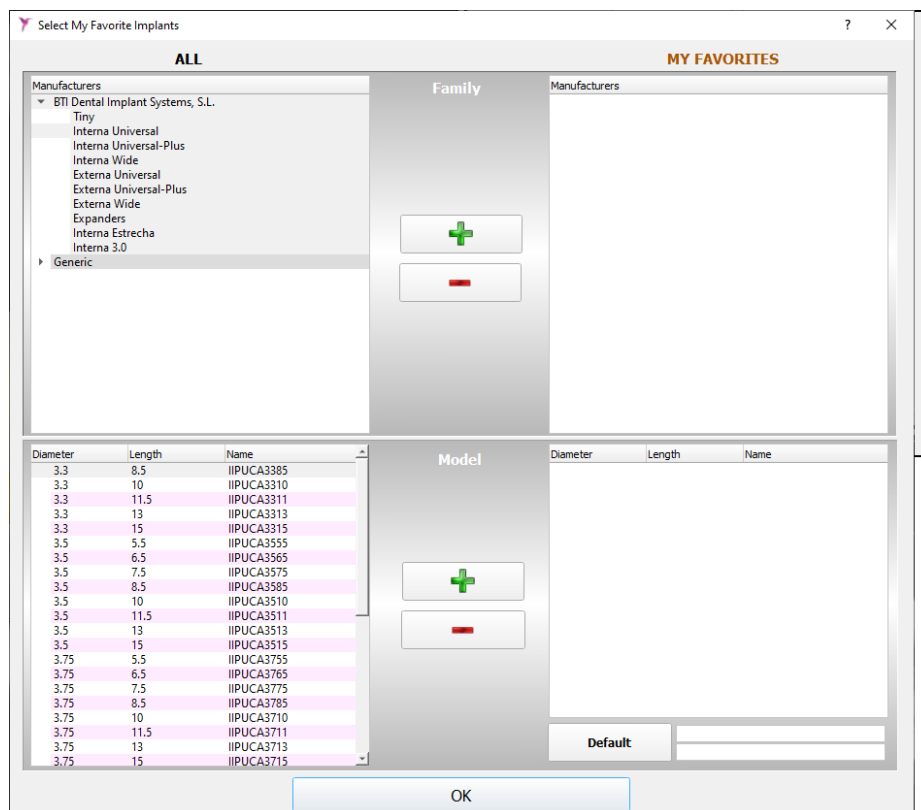 Select My Favorite Implants ?
ALL MY FAVORITES
Manufacturers Family Manufacturers
BTI Dental Implant Systems, S.L.
Tiny
Interna Universal
Interna Universal-Plus
Interna Wide
Externa Universal
Externa Universal-Plus
Externa Wide
Expanders
Interna Estrecha
Interna 3.0
Generic
Diameter Length Name Model Diameter Length Name
3.3 8.5 IIPUCA3385
3.3 10 IIPUCA3310
3.3 11.5 IIPUCA3311
3.3 13 IIPUCA3313
3.3 15 IIPUCA3315
3.5 5.5 IIPUCA3555
3.5 6.5 IIPUCA3565
3.5 7.5 IIPUCA3575
3.5 8.5 IIPUCA3585
3.5 10 IIPUCA3510
3.5 11.5 IIPUCA3511
3.5 13 IIPUCA3513
3.5 15 IIPUCA3515
3.75 5.5 IIPUCA3755
3.75 6.5 IIPUCA3765
3.75 7.5 IIPUCA3775
3.75 8.5 IIPUCA3785
3.75 10 IIPUCA3710
3.75 11.5 IIPUCA3711
3.75 13 IIPUCA3713
3.75 15 IIPUCA3715
Default
OK